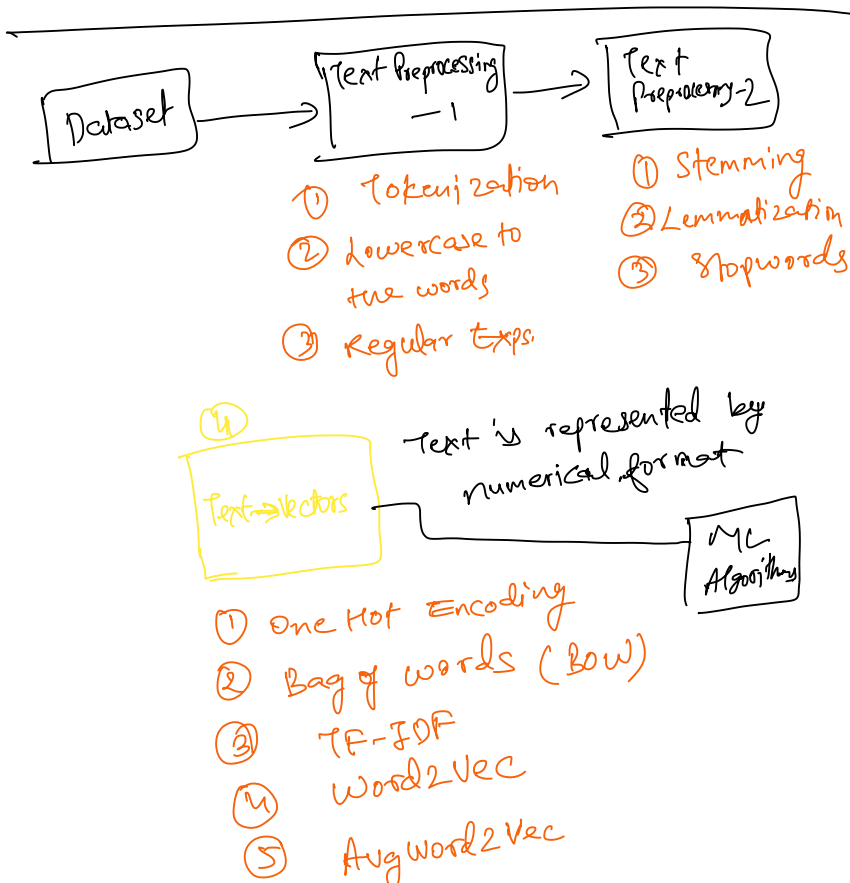 Dataset
Text Preprocessing
- 1
Text
Preprocessing-2
① Tokenization
② Lowercase to
the words
③ Regular Exps.
① Stemming
② Lemmatization
③ Stopwords
④
Text→Vectors
Text is represented by
numerical format
ML
Algorithms
① One Hot Encoding
② Bag of words (BOW)
③ TF-IDF
④ Word2Vec
⑤ AvgWord2Vec